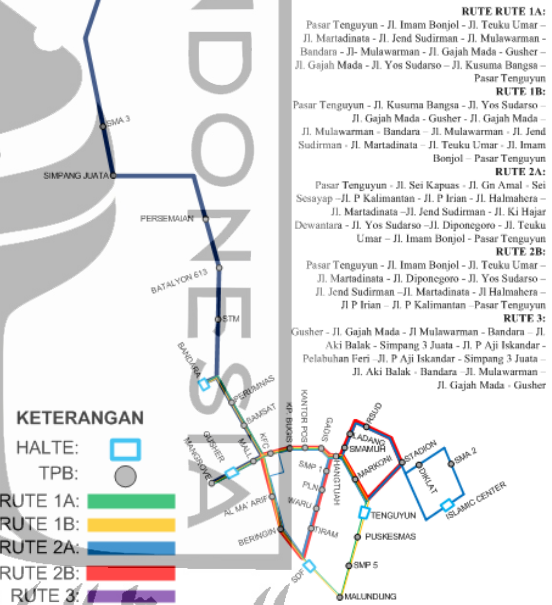 INDONESIA
RUTE RUTE 1A:
Pasar Tenguyun - Jl. Imam Bonjol - Jl. Teuku Umar –
Jl. Martadinata - Jl. Jend Sudirman - Jl. Mulawarman -
Bandara - Jl- Mulawarman - Jl. Gajah Mada - Gusher –
Jl. Gajah Mada - Jl. Yos Sudarso – Jl. Kusuma Bangsa –
Pasar Tenguyun
RUTE 1B:
Pasar Tenguyun - Jl. Kusuma Bangsa - Jl. Yos Sudarso –
Jl. Gajah Mada - Gusher - Jl. Gajah Mada –
Jl. Mulawarman - Bandara – Jl. Mulawarman - Jl. Jend
Sudirman - Jl. Martadinata – Jl. Teuku Umar - Jl. Imam
Bonjol – Pasar Tenguyun
RUTE 2A:
Pasar Tenguyun - Jl. Sei Kapuas - Jl. Gn Amal - Sei
Sesayap –Jl. P Kalimantan - Jl. P Irian - Jl. Halmahera –
Jl. Martadinata –Jl. Jend Sudirman - Jl. Ki Hajar
Dewantara - Jl. Yos Sudarso –Jl. Diponegoro - Jl. Teuku
Umar – Jl. Imam Bonjol - Pasar Tenguyun
RUTE 2B:
Pasar Tenguyun - Jl. Imam Bonjol - Jl. Teuku Umar –
Jl. Martadinata - Jl. Diponegoro - Jl. Yos Sudarso –
Jl. Jend Sudirman –Jl. Martadinata - Jl Halmahera –
Jl P Irian – Jl. P Kalimantan –Pasar Tenguyun
RUTE 3:
Gusher - Jl. Gajah Mada - Jl Mulawarman - Bandara – Jl.
Aki Balak - Simpang 3 Juata - Jl. P Aji Iskandar -
Pelabuhan Feri –Jl. P Aji Iskandar - Simpang 3 Juata –
Jl. Aki Balak - Bandara –Jl. Mulawarman –
Jl. Gajah Mada - Gusher
SMA 3
SIMPANG JUATA
PERSEMAIAN
BATALYON 613
STM
BANDARA
PERUMNAS
SAMSAT
GUSHER
MANGROVE
MALL
KFC
KP. BUGIS
KANTOR POS
GADIS
HANGTUAH
SMAMUH
LADANG
RSUD
STADION
MARKONI
DIKLAT
SMA 2
ISLAMIC CENTER
TENGUYUN
PUSKESMAS
SMP 5
MALUNDUNG
SMP 1
PLN
WARU
TIRAM
SDF
AL MA'ARIF
BERINGIN
KETERANGAN
HALTE:
TPB:
RUTE 1A:
RUTE 1B:
RUTE 2A:
RUTE 2B:
RUTE 3: